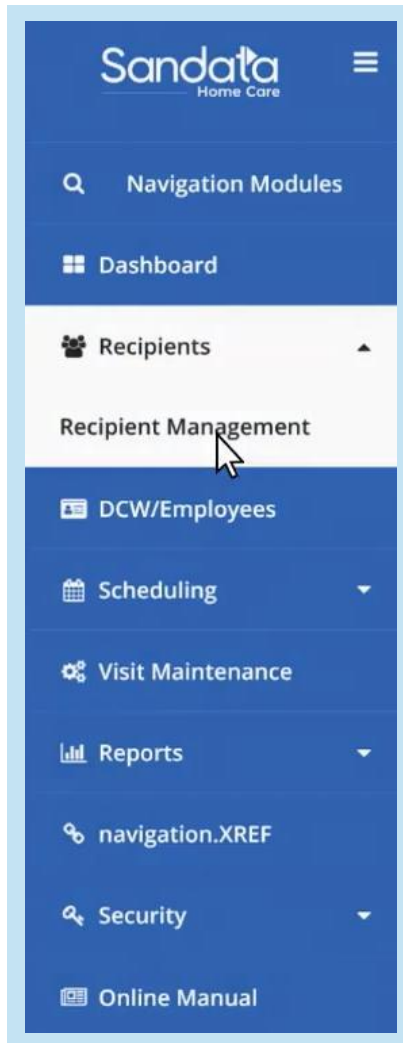 Sandata
Home Care
Navigation Modules
Dashboard
Recipients
Recipient Management
DCW/Employees
Scheduling
Visit Maintenance
Reports
navigation.XREF
Security
Online Manual